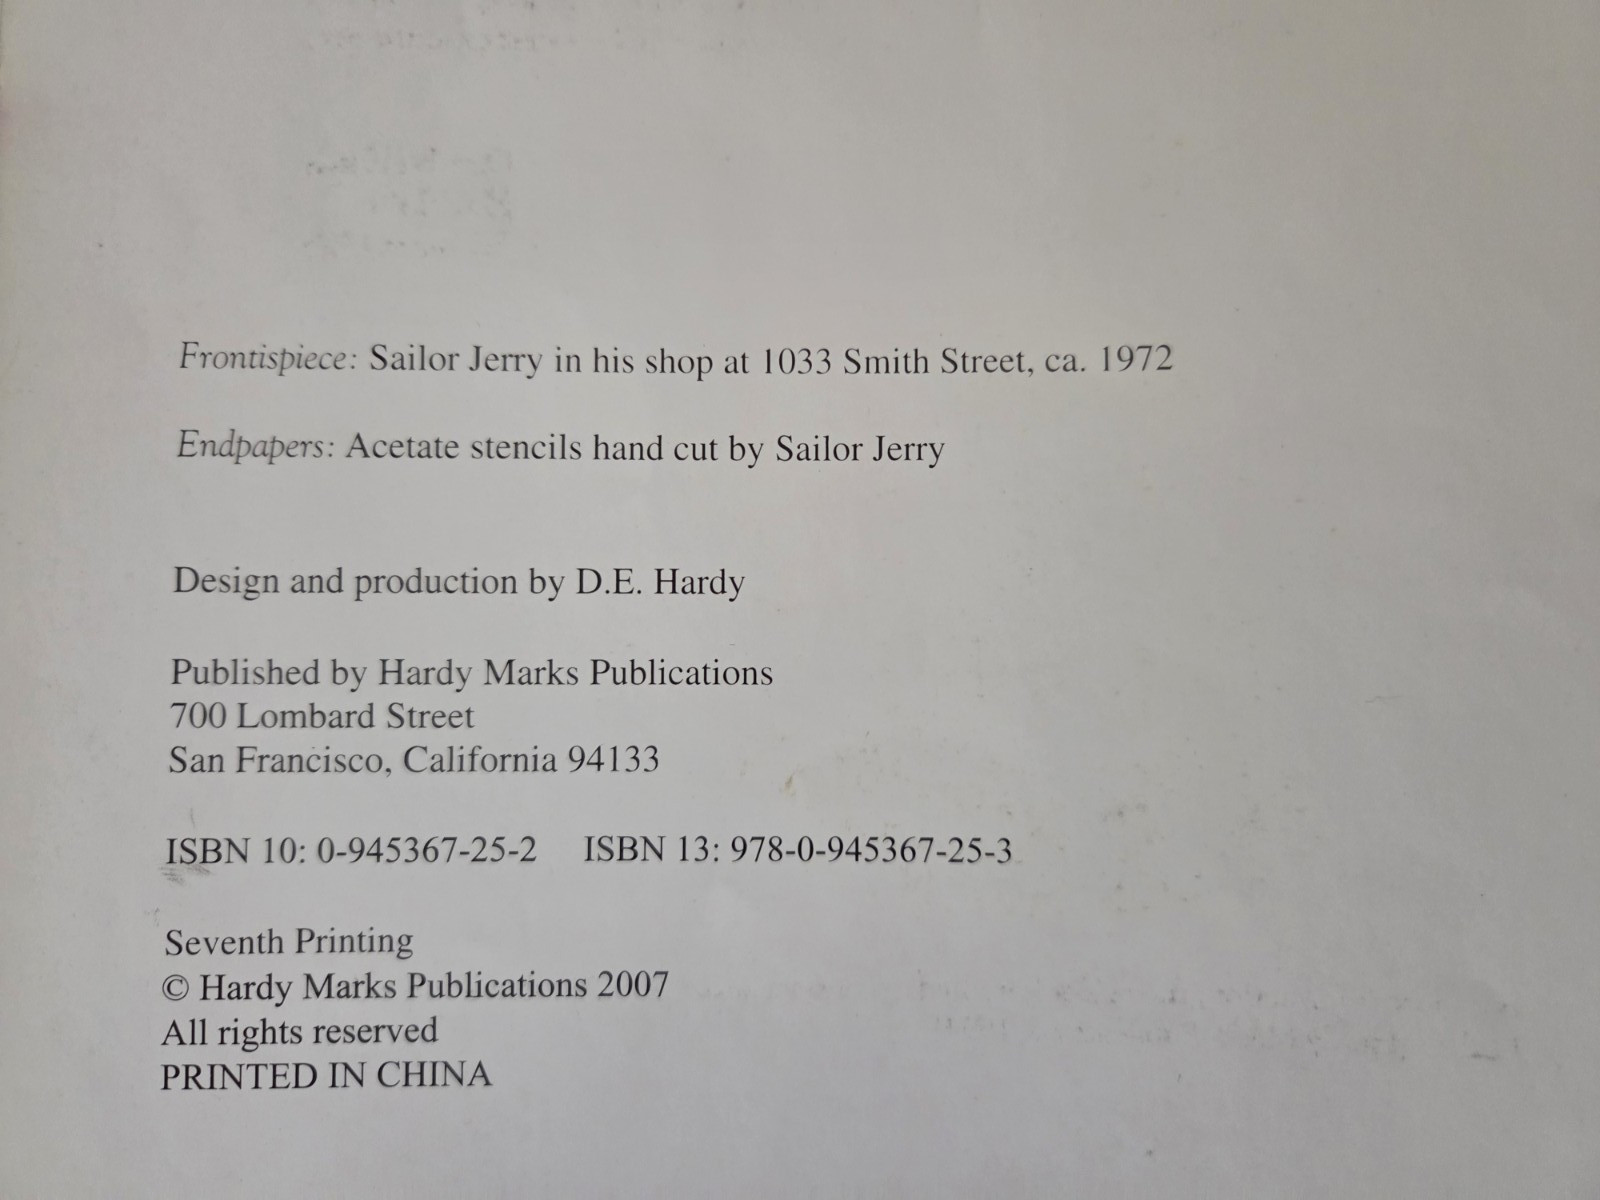 Frontispiece: Sailor Jerry in his shop at 1033 Smith Street, ca. 1972
Endpapers: Acetate stencils hand cut by Sailor Jerry
Design and production by D.E. Hardy
Published by Hardy Marks Publications
700 Lombard Street
San Francisco, California 94133
ISBN 10: 0-945367-25-2 ISBN 13: 978-0-945367-25-3
Seventh Printing
© Hardy Marks Publications 2007
All rights reserved
PRINTED IN CHINA